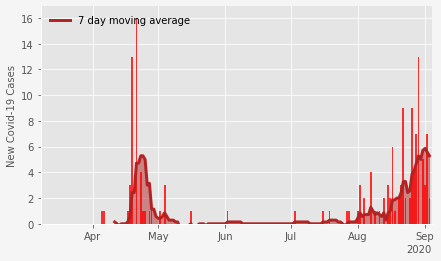 7 day moving average
New Covid-19 Cases
16
14
12
10
8
6
4
2
0
Apr
May
Jun
Jul
Aug
Sep
2020